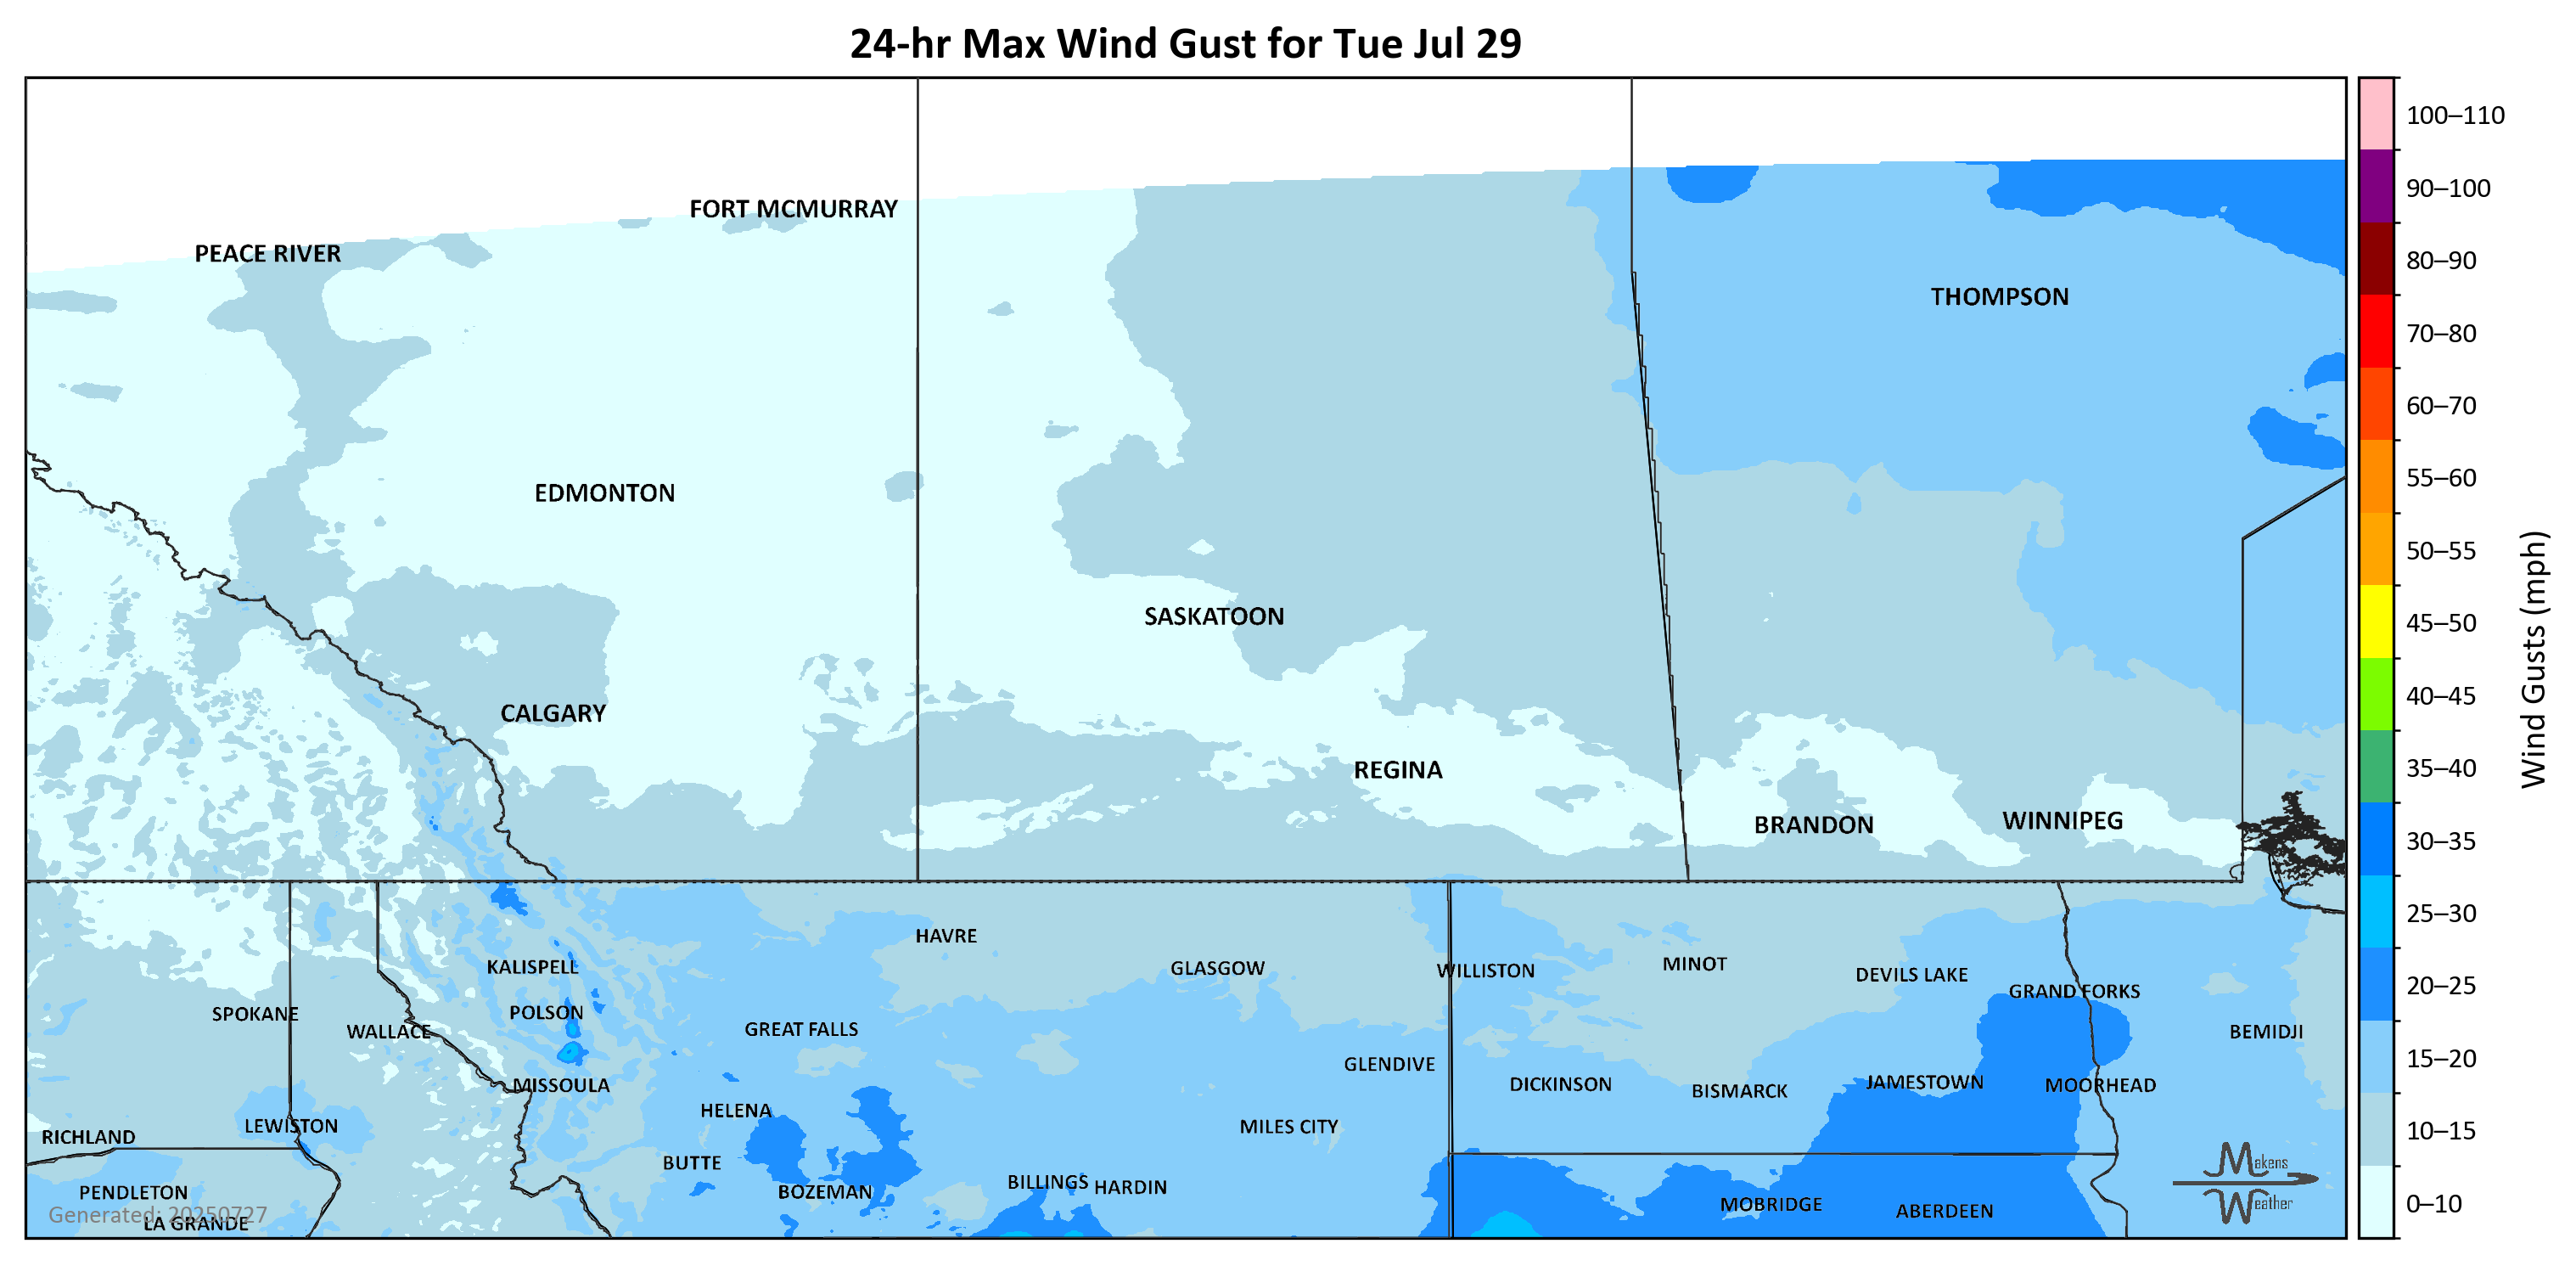 24-hr Max Wind Gust for Tue Jul 29
FORT MCMURRAY
PEACE RIVER
THOMPSON
EDMONTON
SASKATOON
CALGARY
REGINA
BRANDON
WINNIPEG
HAVRE
KALISPELL
GLASGOW
WILLISTON
MINOT
DEVILS LAKE
GRAND FORKS
SPOKANE
POLSON
WALLACE
GREAT FALLS
BEMIDJI
GLENDIVE
MISSOULA
DICKINSON
BISMARCK
JAMESTOWN
MOORHEAD
HELENA
LEWISTON
MILES CITY
RICHLAND
BUTTE
PENDLETON
BOZEMAN
BILLINGS
HARDIN
MOBRIDGE
ABERDEEN
Generated: 20250727
LA GRANDE
Makens
Weather
100–110
90–100
80–90
70–80
60–70
55–60
50–55
45–50
40–45
35–40
30–35
25–30
20–25
15–20
10–15
0–10
Wind Gusts (mph)